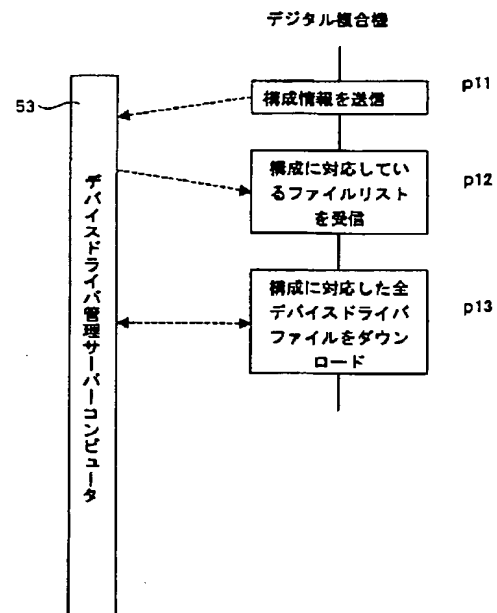 デジタル複合機
p11
構成情報を送信
53
構成に対応してい
るファイルリスト
を受信
p12
デバイスドライバ管理サーバーコンピュータ
構成に対応した全
デバイスドライバ
ファイルをダウン
ロード
p13